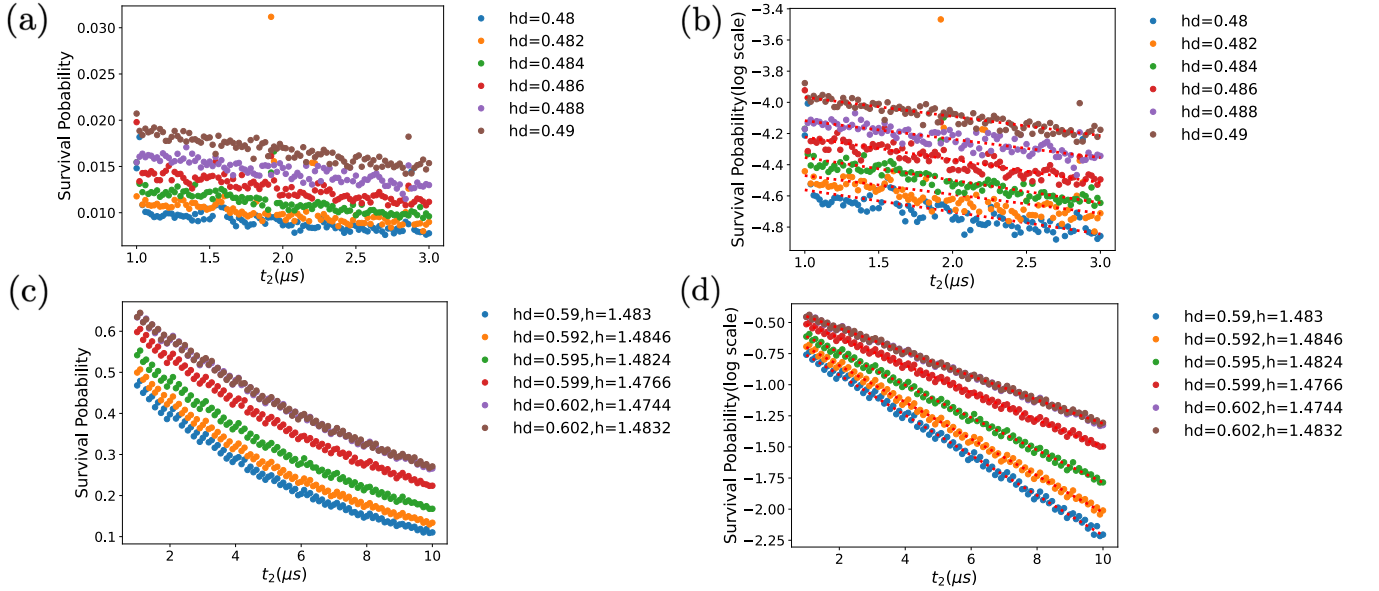 (a)
Survival Pobability
0.030
0.025
0.020
0.015
0.010
1.0 1.5 2.0 2.5 3.0
t₂(μs)
hd=0.48
hd=0.482
hd=0.484
hd=0.486
hd=0.488
hd=0.49
(b)
Survival Pobability(log scale)
−3.4
−3.6
−3.8
−4.0
−4.2
−4.4
−4.6
−4.8
1.0 1.5 2.0 2.5 3.0
t₂(μs)
hd=0.48
hd=0.482
hd=0.484
hd=0.486
hd=0.488
hd=0.49
(c)
Survival Pobability
0.6
0.5
0.4
0.3
0.2
0.1
2 4 6 8 10
t₂(μs)
hd=0.59,h=1.483
hd=0.592,h=1.4846
hd=0.595,h=1.4824
hd=0.599,h=1.4766
hd=0.602,h=1.4744
hd=0.602,h=1.4832
(d)
Survival Pobability(log scale)
−0.50
−0.75
−1.00
−1.25
−1.50
−1.75
−2.00
−2.25
2 4 6 8 10
t₂(μs)
hd=0.59,h=1.483
hd=0.592,h=1.4846
hd=0.595,h=1.4824
hd=0.599,h=1.4766
hd=0.602,h=1.4744
hd=0.602,h=1.4832